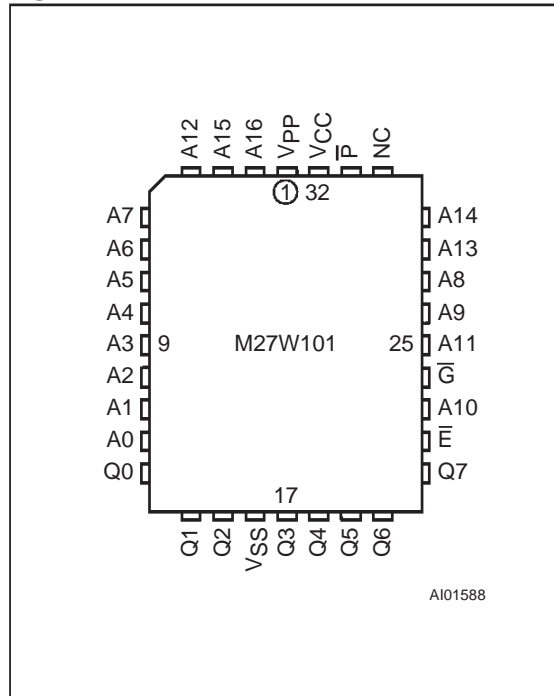 A12 A15 A16 VPP VCC P̅ NC
1 32
A7 A14
A6 A13
A5 A8
A4 A9
A3 9 M27W101 25 A11
A2 G̅
A1 A10
A0 E̅
Q0 Q7
17
Q1 Q2 VSS Q3 Q4 Q5 Q6
AI01588